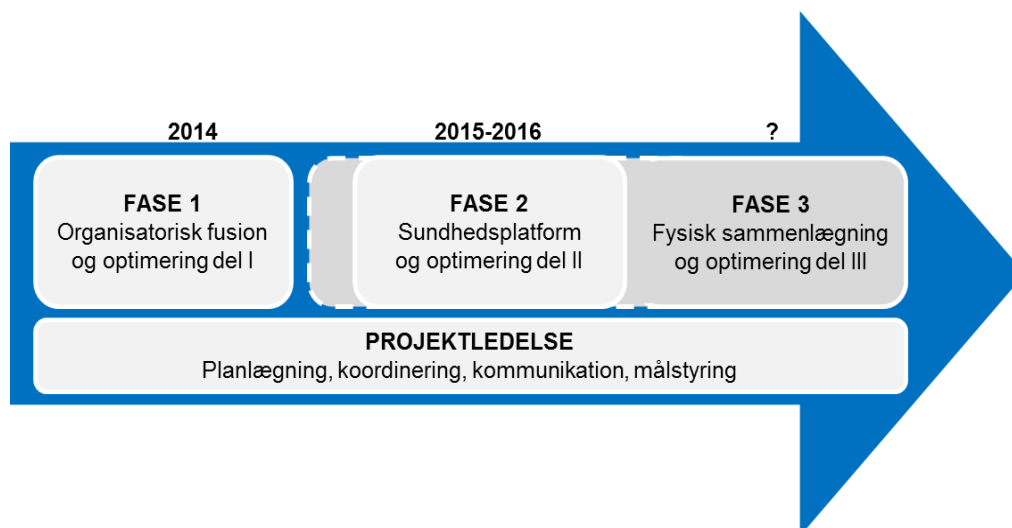 2014
2015-2016
?
FASE 1
Organisatorisk fusion
og optimering del I
FASE 2
Sundhedsplatform
og optimering del II
FASE 3
Fysisk sammenlægning
og optimering del III
PROJEKTLEDELSE
Planlægning, koordinering, kommunikation, målstyring